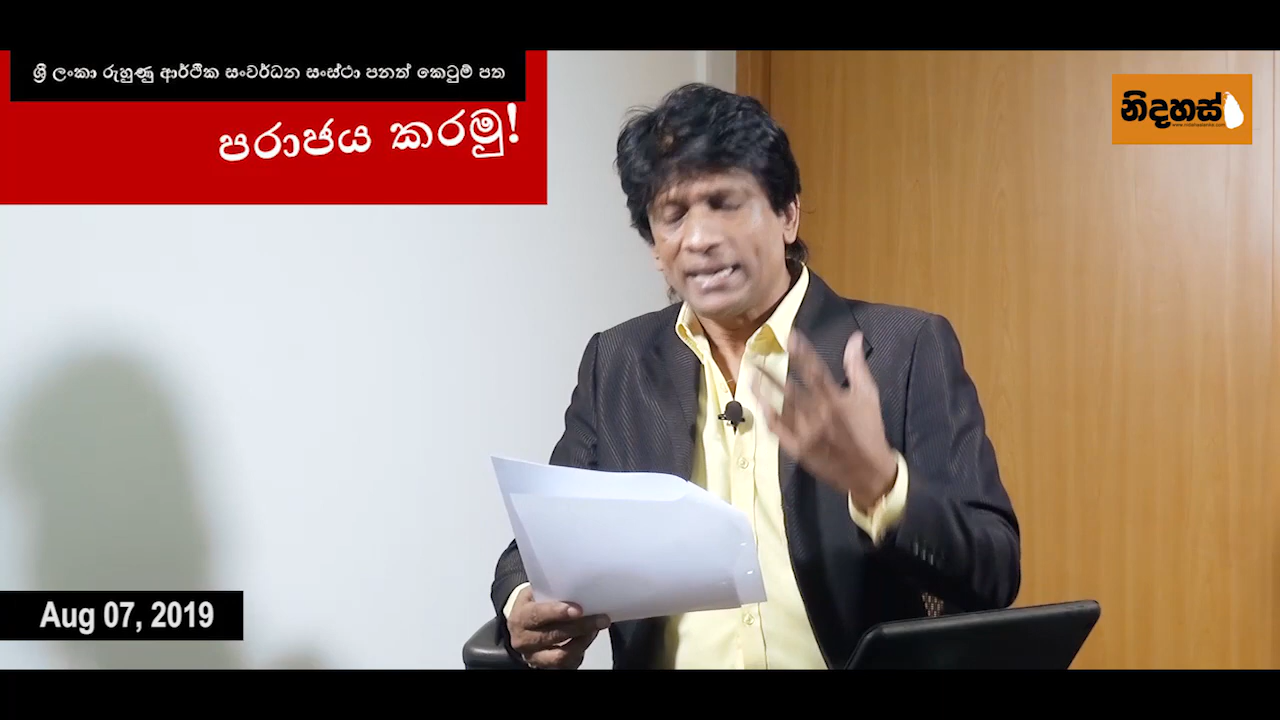 ශ්‍රී ලංකා රුහුණු ආර්ථික සංවර්ධන සංස්ථා පනත් කෙටුම් පත
පරාජය කරමු!
නිදහස්
Aug 07, 2019